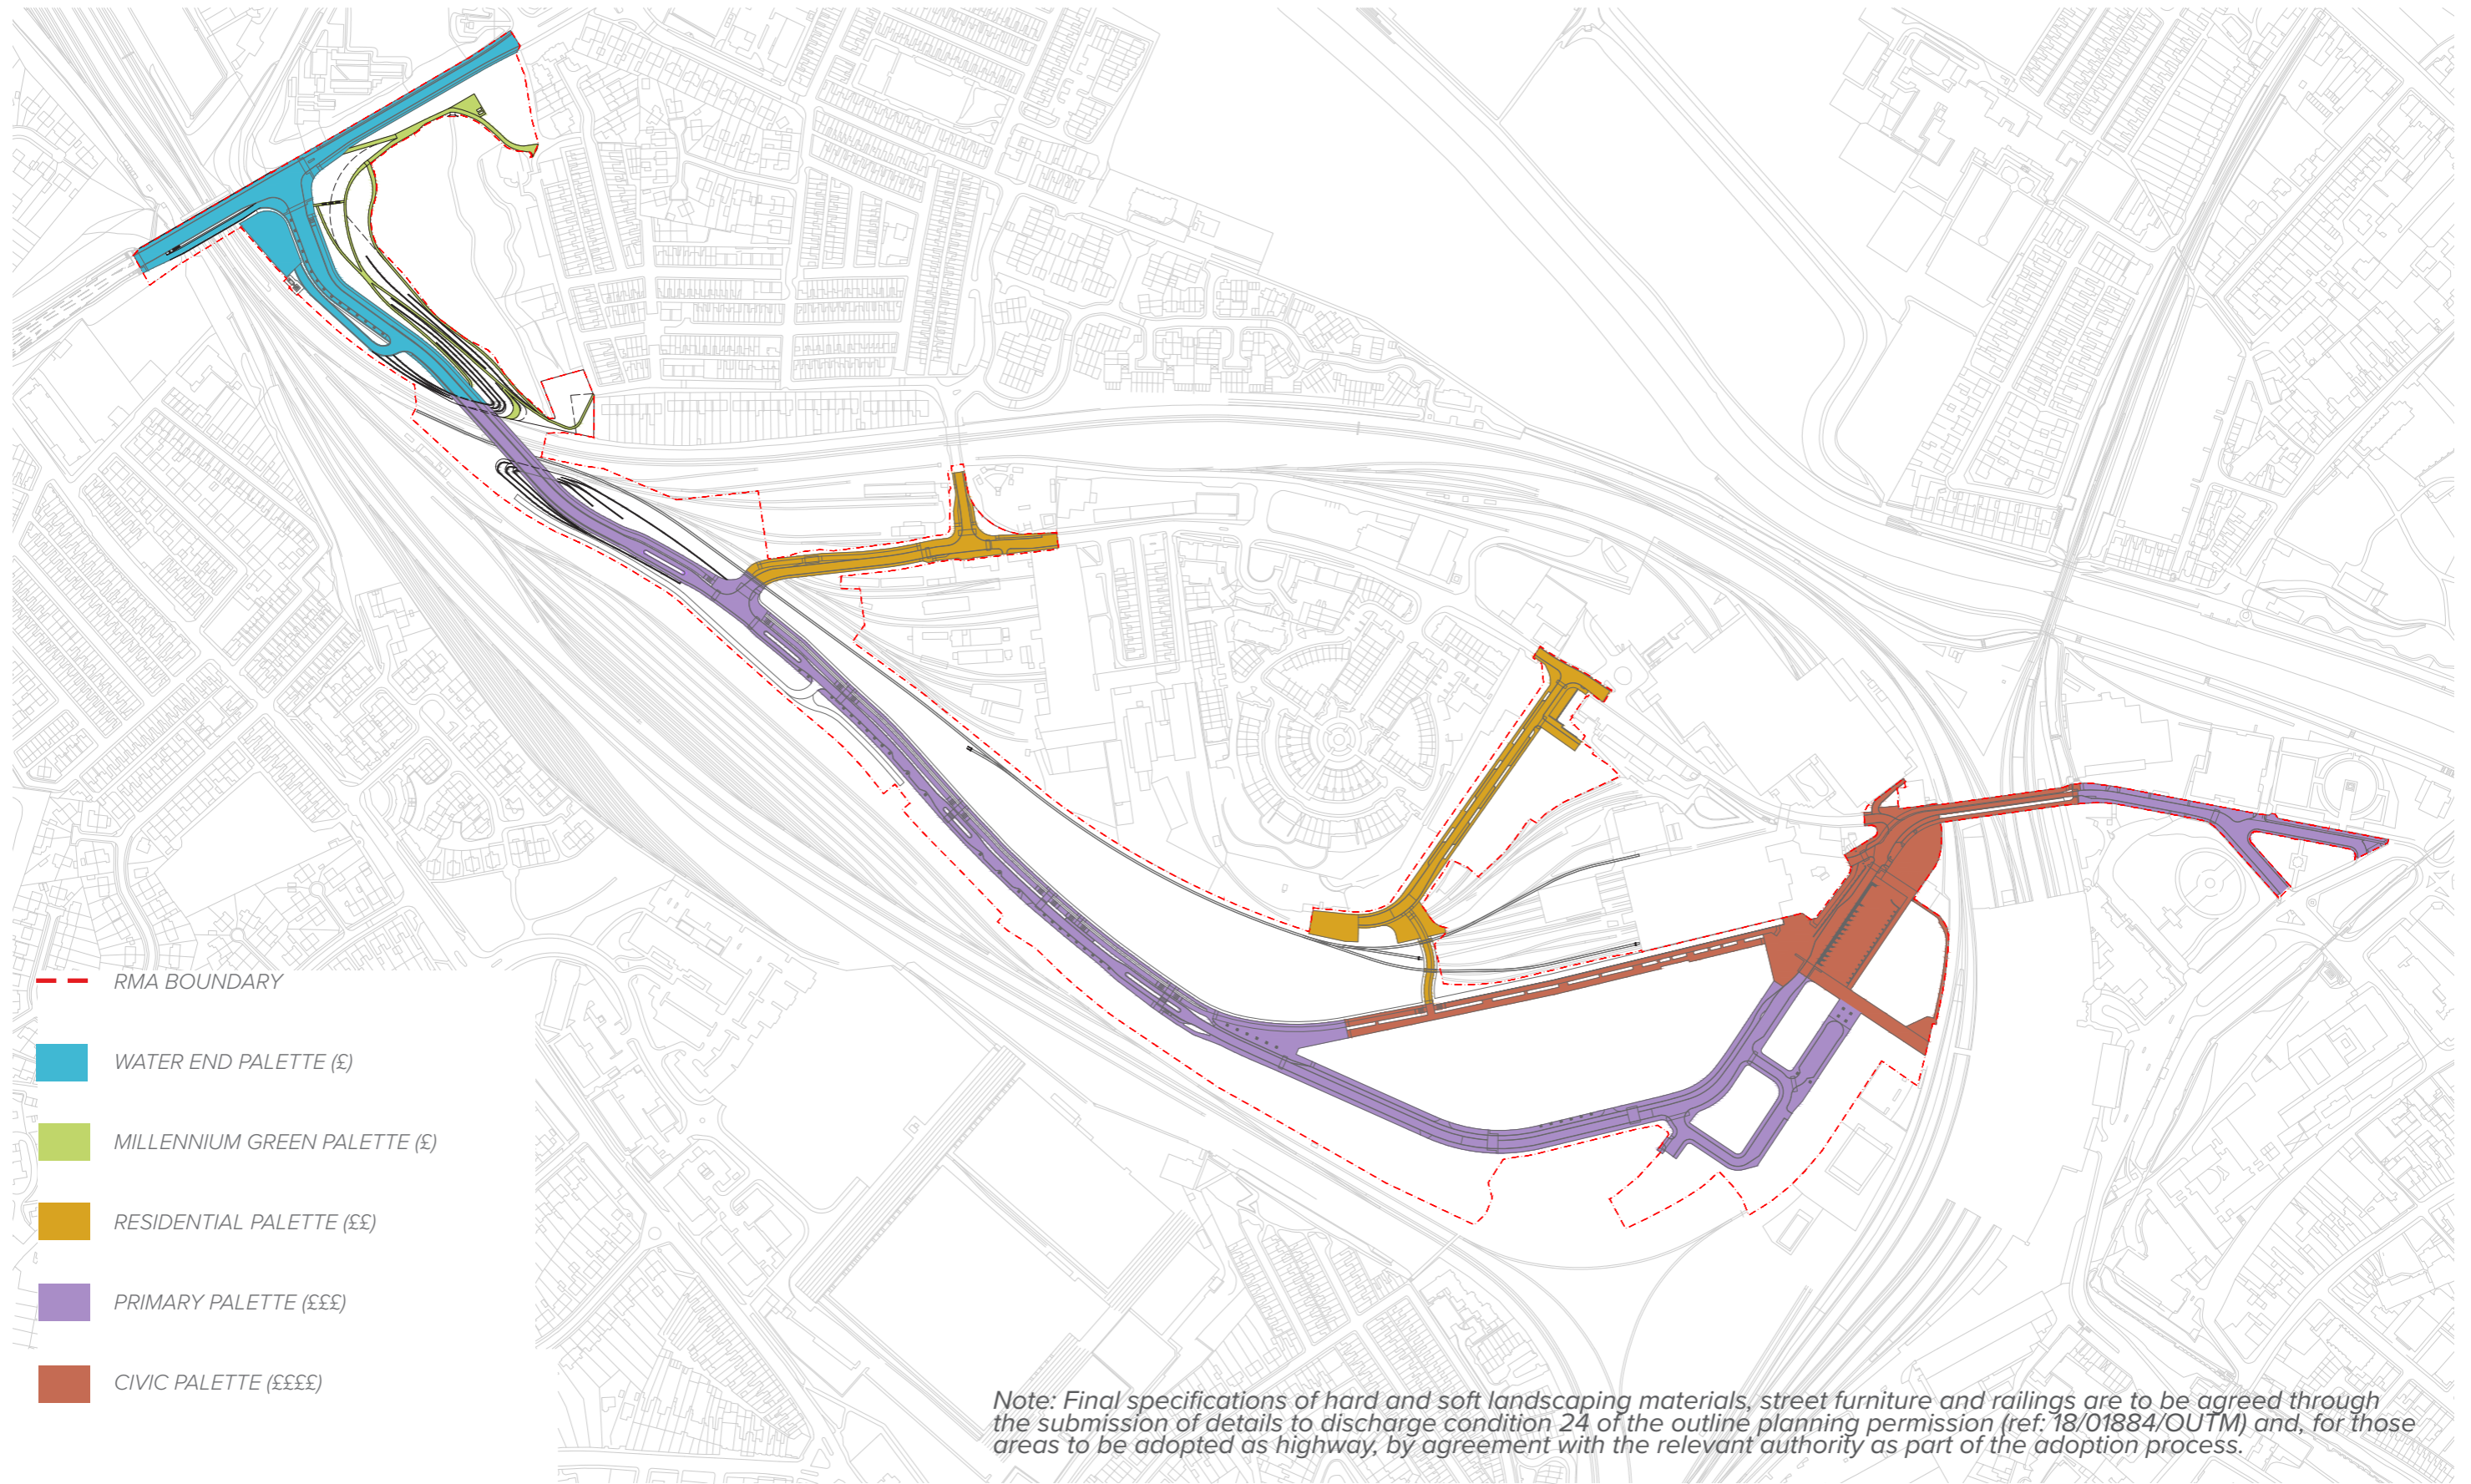 RMA BOUNDARY
WATER END PALETTE (£)
MILLENNIUM GREEN PALETTE (£)
RESIDENTIAL PALETTE (££)
PRIMARY PALETTE (£££)
CIVIC PALETTE (££££)
Note: Final specifications of hard and soft landscaping materials, street furniture and railings are to be agreed through
the submission of details to discharge condition 24 of the outline planning permission (ref: 18/01884/OUTM) and, for those
areas to be adopted as highway, by agreement with the relevant authority as part of the adoption process.